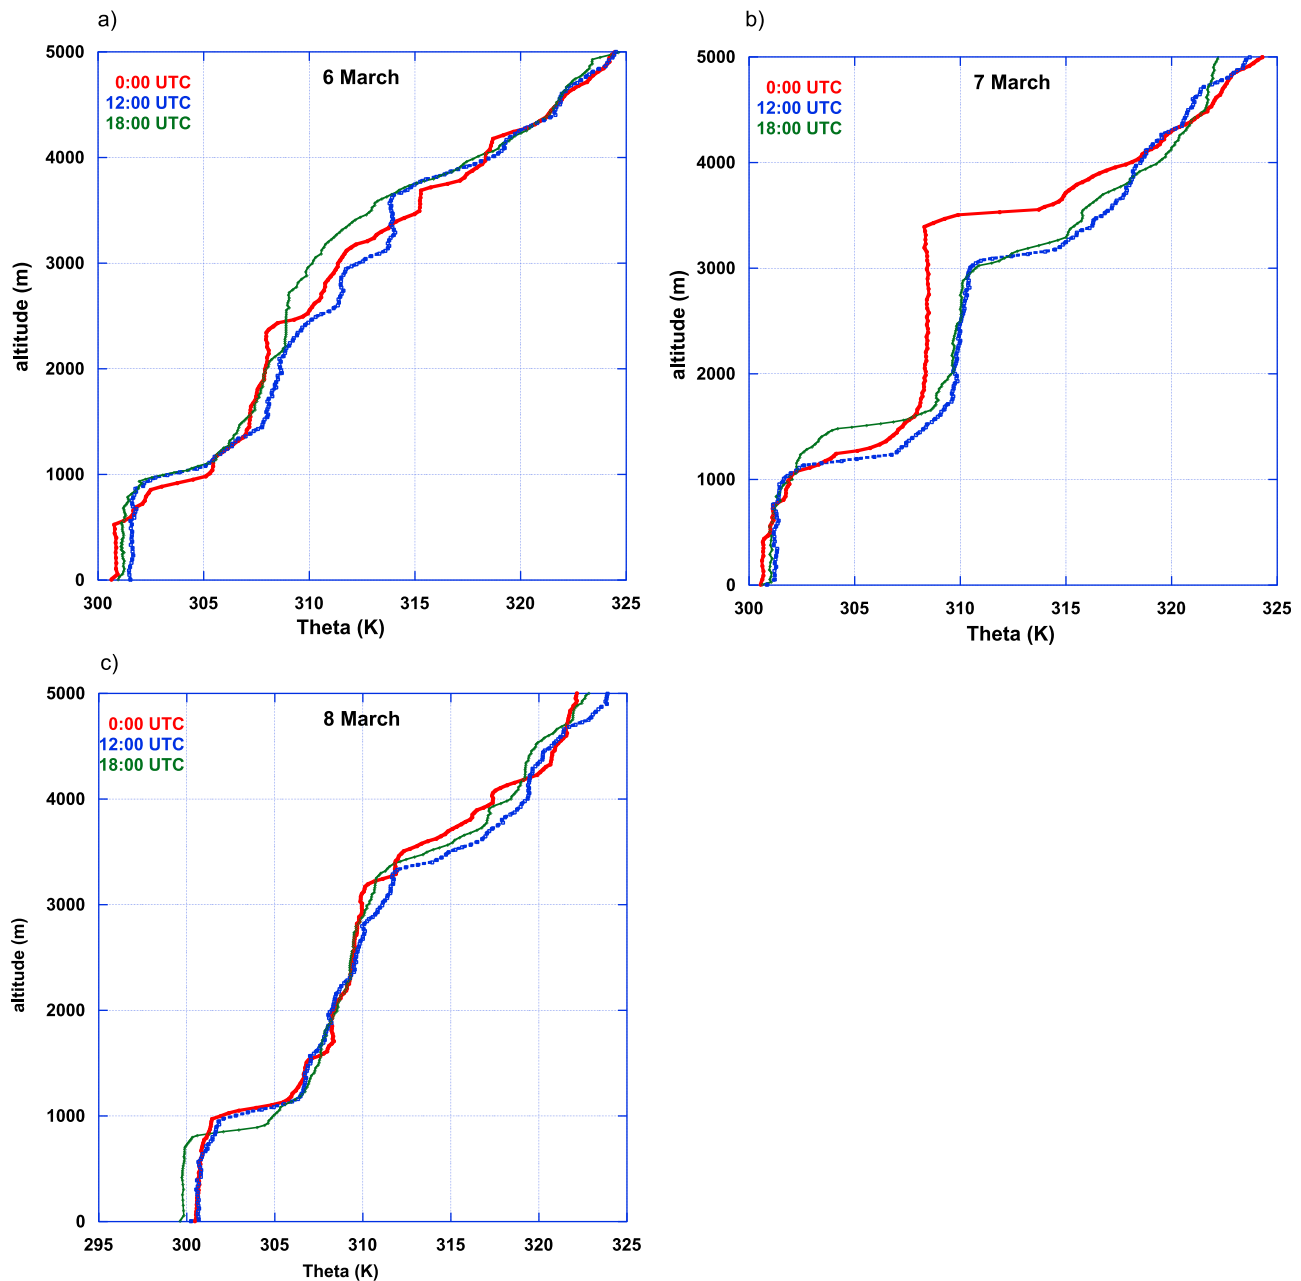 a)
6 March
0:00 UTC
12:00 UTC
18:00 UTC
5000
4000
3000
2000
1000
0
altitude (m)
300 305 310 315 320 325
Theta (K)
b)
7 March
0:00 UTC
12:00 UTC
18:00 UTC
5000
4000
3000
2000
1000
0
altitude (m)
300 305 310 315 320 325
Theta (K)
c)
8 March
0:00 UTC
12:00 UTC
18:00 UTC
5000
4000
3000
2000
1000
0
altitude (m)
295 300 305 310 315 320 325
Theta (K)